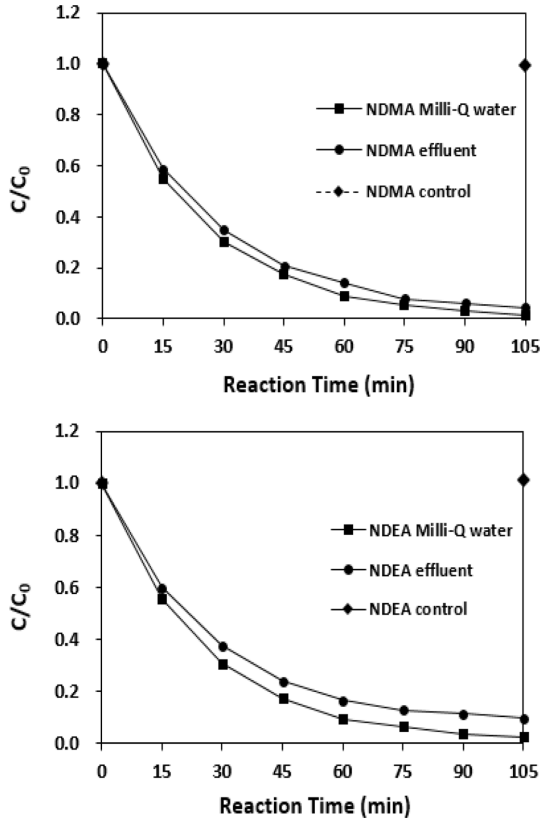 1.2
1.0
0.8
0.6
0.4
0.2
0.0
C/C₀
NDMA Milli-Q water
NDMA effluent
NDMA control
0 15 30 45 60 75 90 105
Reaction Time (min)
1.2
1.0
0.8
0.6
0.4
0.2
0.0
C/C₀
NDEA Milli-Q water
NDEA effluent
NDEA control
0 15 30 45 60 75 90 105
Reaction Time (min)